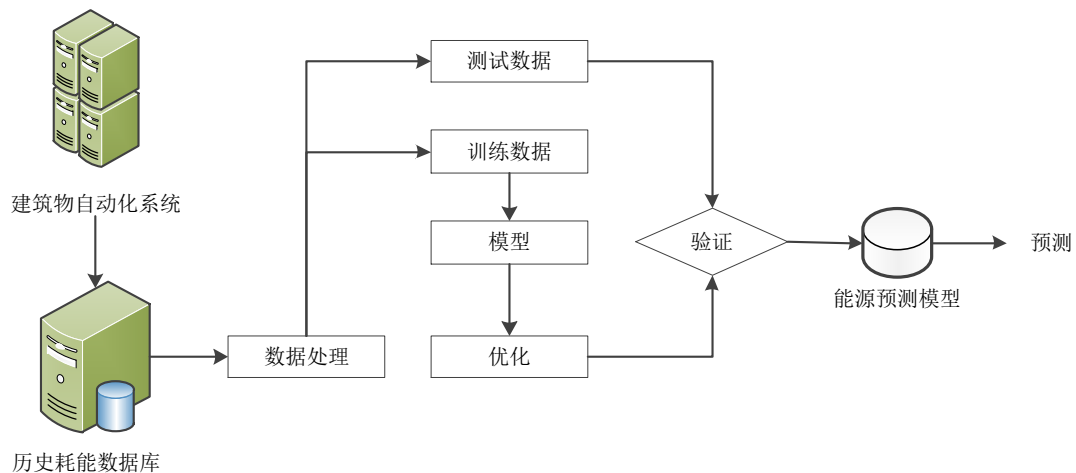 测试数据
训练数据
建筑物自动化系统
模型
验证
预测
能源预测模型
数据处理
优化
历史耗能数据库